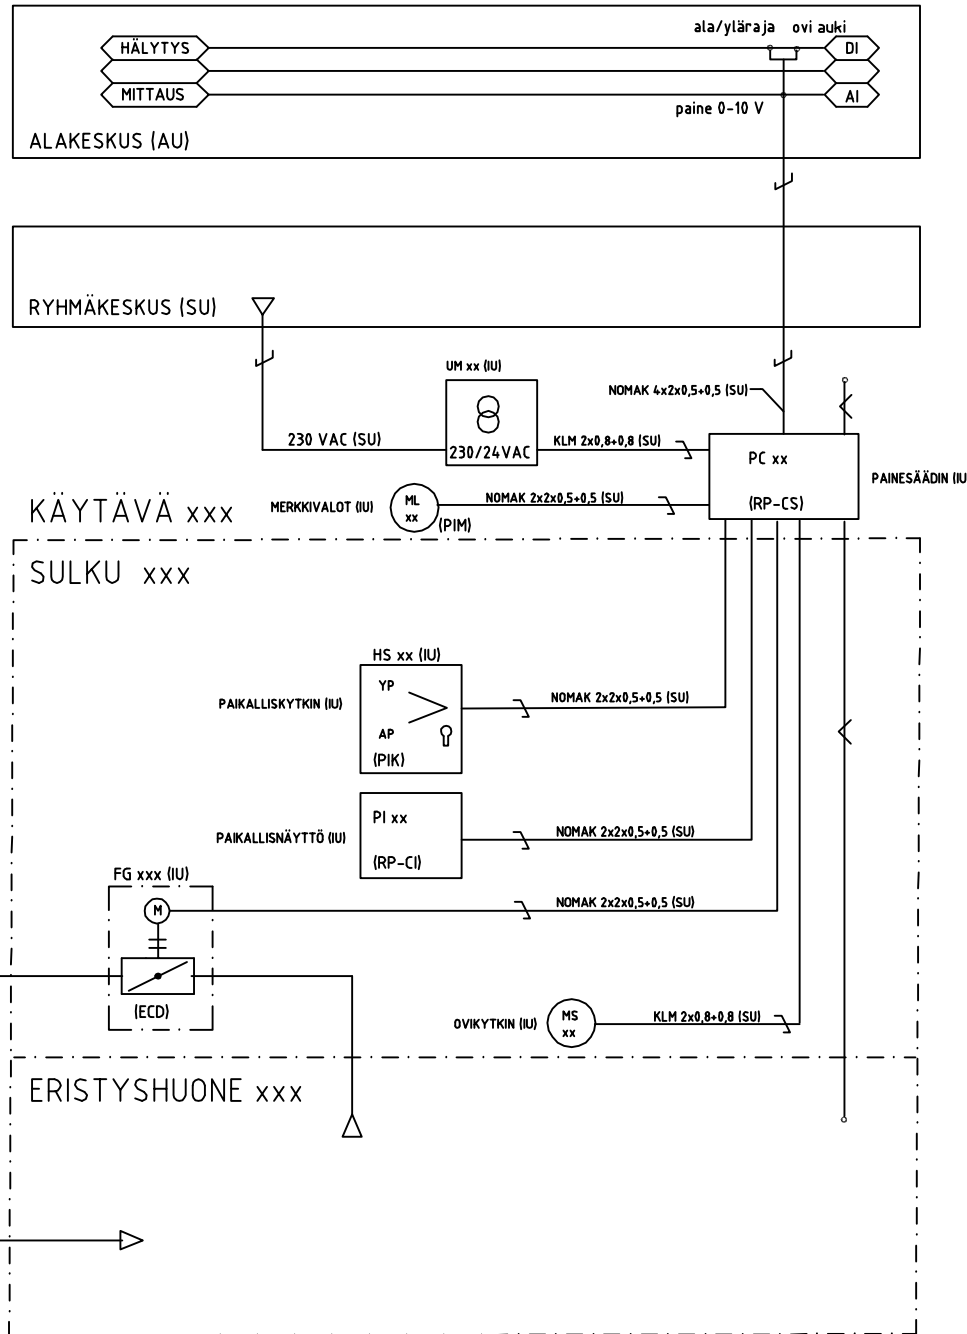 ala/yläraja ovi auki
HÄLYTYS
DI
MITTAUS
AI
paine 0-10 V
ALAKESKUS (AU)
RYHMÄKESKUS (SU)
UM xx (IU)
NOMAK 4x2x0,5+0,5 (SU)
230 VAC (SU)
230/24VAC
KLM 2x0,8+0,8 (SU)
PC xx
(RP-CS)
PAINESÄÄDIN (IU
MERKKIVALOT (IU)
ML
xx
(PIM)
NOMAK 2x2x0,5+0,5 (SU)
KÄYTÄVÄ xxx
SULKU xxx
HS xx (IU)
PAIKALLISKYTKIN (IU)
YP
AP
(PIK)
NOMAK 2x2x0,5+0,5 (SU)
PAIKALLISNÄYTTÖ (IU)
PI xx
(RP-CI)
NOMAK 2x2x0,5+0,5 (SU)
FG xxx (IU)
M
NOMAK 2x2x0,5+0,5 (SU)
(ECD)
OVIKYTKIN (IU)
MS
xx
KLM 2x0,8+0,8 (SU)
ERISTYSHUONE xxx